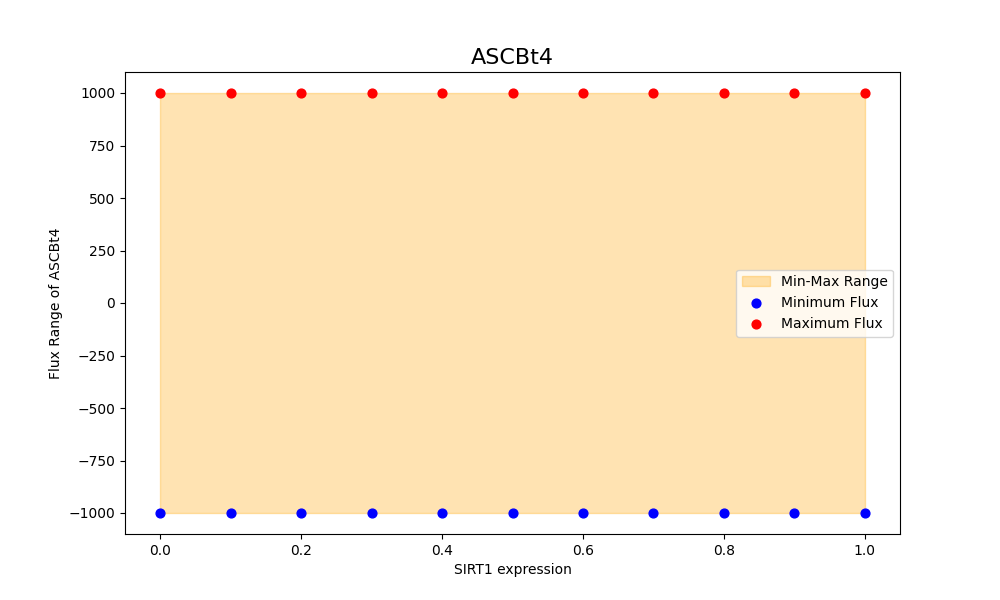 ASCBt4
Flux Range of ASCBt4
1000
750
500
250
0
−250
−500
−750
−1000
Min-Max Range
Minimum Flux
Maximum Flux
0.0 0.2 0.4 0.6 0.8 1.0
SIRT1 expression